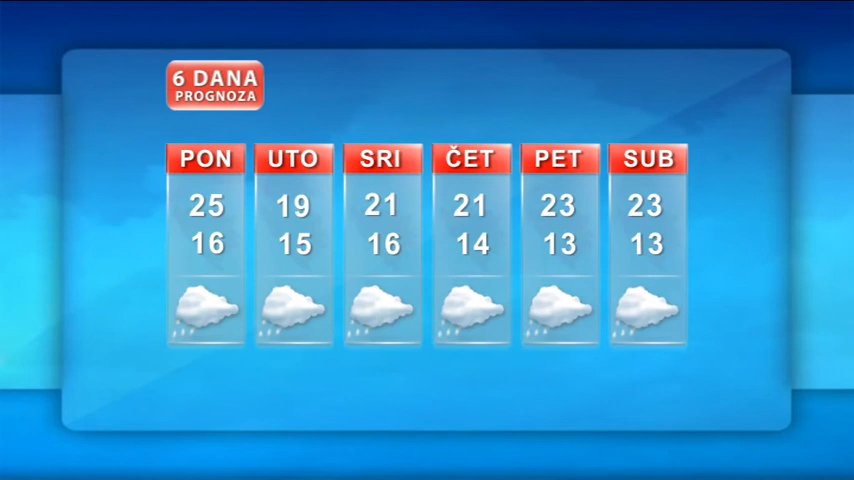 6 DANA
PROGNOZA
PON UTO SRI ČET PET SUB
25 19 21 21 23 23
16 15 16 14 13 13